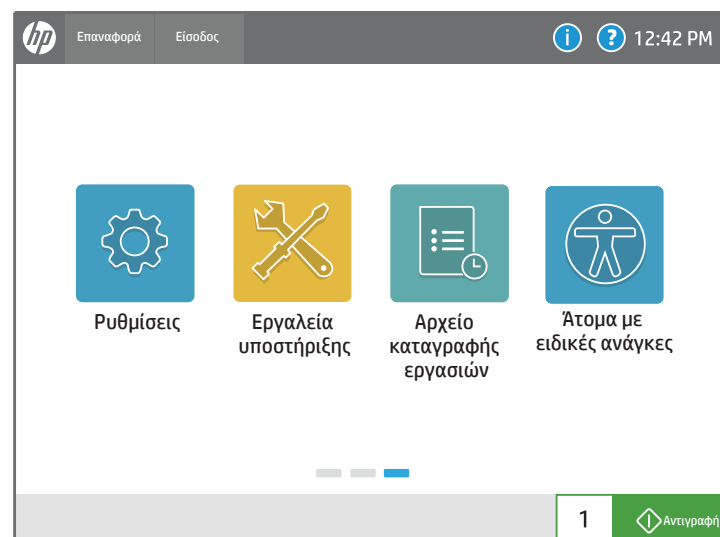 hp
Επαναφορά
Είσοδος
i
?
12:42 PM
Ρυθμίσεις
Εργαλεία
υποστήριξης
Αρχείο
καταγραφής
εργασιών
Άτομα με
ειδικές ανάγκες
1
Αντιγραφή